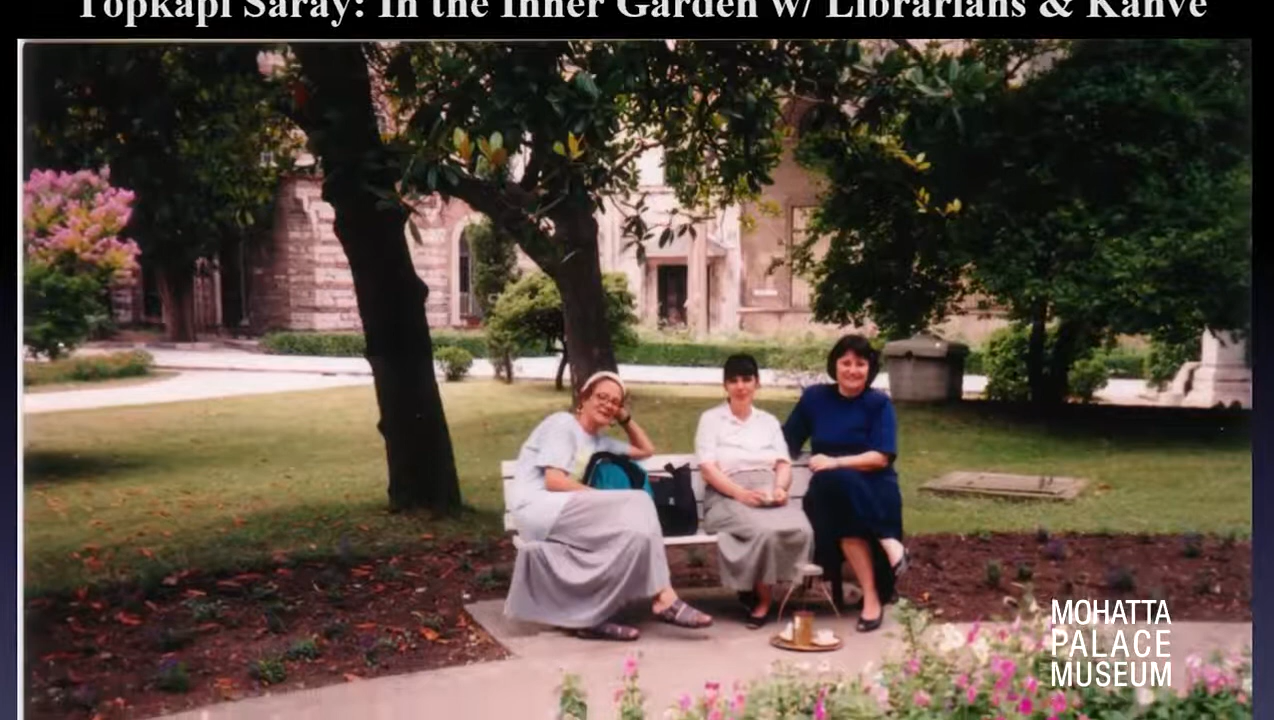 Topkapi Saray: In the Inner Garden w/ Librarians & Kahve
MOHATTA
PALACE
MUSEUM